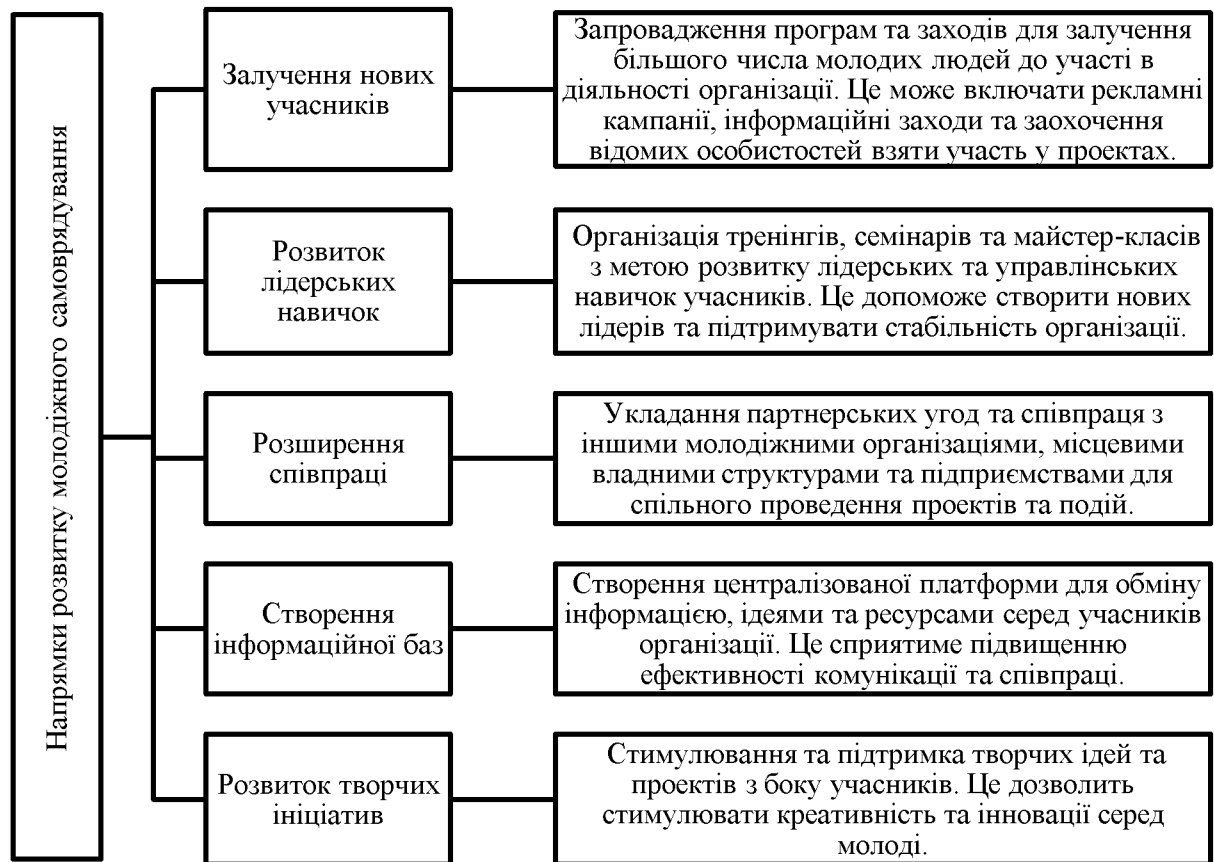 Напрямки розвитку молодіжного самоврядування
Залучення нових
учасників
Запровадження програм та заходів для залучення
більшого числа молодих людей до участі в
діяльності організації. Це може включати рекламні
кампанії, інформаційні заходи та заохочення
відомих особистостей взяти участь у проектах.
Розвиток
лідерських
навичок
Організація тренінгів, семінарів та майстер-класів
з метою розвитку лідерських та управлінських
навичок учасників. Це допоможе створити нових
лідерів та підтримувати стабільність організації.
Розширення
співпраці
Укладання партнерських угод та співпраця з
іншими молодіжними організаціями, місцевими
владними структурами та підприємствами для
спільного проведення проектів та подій.
Створення
інформаційної баз
Створення централізованої платформи для обміну
інформацією, ідеями та ресурсами серед учасників
організації. Це сприятиме підвищенню
ефективності комунікації та співпраці.
Розвиток творчих
ініціатив
Стимулювання та підтримка творчих ідей та
проектів з боку учасників. Це дозволить
стимулювати креативність та інновації серед
молоді.